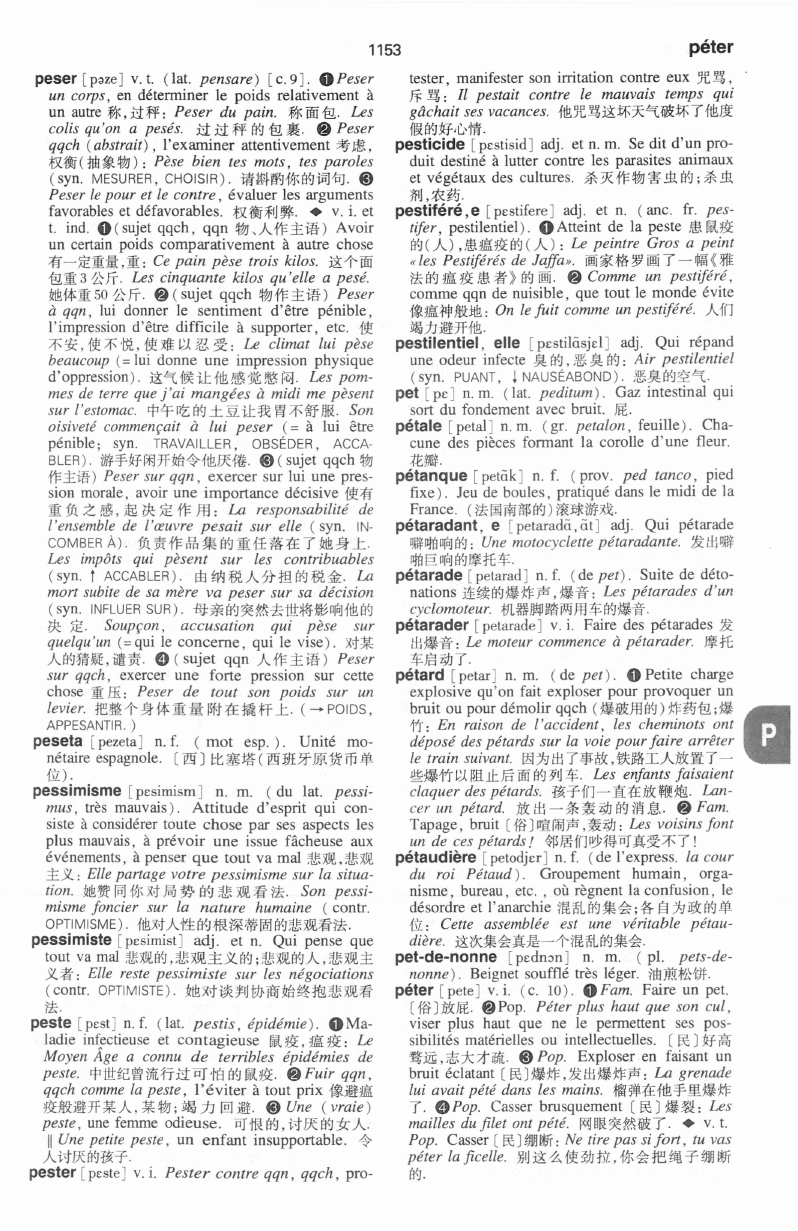 1153
péter
peser [pəze] v. t. (lat. pensare) [c. 9]. ❶Peser
un corps, en déterminer le poids relativement à
un autre 称,过秤: Peser du pain. 称面包. Les
colis qu'on a pesés. 过过秤的包裹. ❷ Peser
qqch (abstrait), l'examiner attentivement 考虑,
权衡(抽象物): Pèse bien tes mots, tes paroles
(syn. MESURER, CHOISIR). 请斟酌你的词句. ❸
Peser le pour et le contre, évaluer les arguments
favorables et défavorables. 权衡利弊. ◆ v. i. et
t. ind. ❶(sujet qqch, qqn 物、人作主语) Avoir
un certain poids comparativement à autre chose
有一定重量,重: Ce pain pèse trois kilos. 这个面
包重3公斤. Les cinquante kilos qu'elle a pesé.
她体重50公斤. ❷(sujet qqch 物作主语) Peser
à qqn, lui donner le sentiment d'être pénible,
l'impression d'être difficile à supporter, etc. 使
不安,使不悦,使难以忍受: Le climat lui pèse
beaucoup (=lui donne une impression physique
d'oppression). 这气候让他感觉憋闷. Les pom-
mes de terre que j'ai mangées à midi me pèsent
sur l'estomac. 中午吃的土豆让我胃不舒服. Son
oisiveté commençait à lui peser (= à lui être
pénible; syn. TRAVAILLER, OBSÉDER, ACCA-
BLER). 游手好闲开始令他厌倦. ❸(sujet qqch 物
作主语) Peser sur qqn, exercer sur lui une pres-
sion morale, avoir une importance décisive 使有
重负之感,起决定作用: La responsabilité de
l'ensemble de l'œuvre pesait sur elle (syn. IN-
COMBER À). 负责作品集的重任落在了她身上.
Les impôts qui pèsent sur les contribuables
(syn. ↑ ACCABLER). 由纳税人分担的税金. La
mort subite de sa mère va peser sur sa décision
(syn. INFLUER SUR). 母亲的突然去世将影响他的
决定. Soupçon, accusation qui pèse sur
quelqu'un (=qui le concerne, qui le vise). 对某
人的猜疑,谴责. ❹(sujet qqn 人作主语) Peser
sur qqch, exercer une forte pression sur cette
chose 重压: Peser de tout son poids sur un
levier. 把整个身体重量附在撬杆上. (→POIDS,
APPESANTIR.)
peseta [pezeta] n. f. (mot esp.). Unité mo-
nétaire espagnole. [西]比塞塔(西班牙原货币单
位).
pessimisme [pesimism] n. m. (du lat. pessi-
mus, très mauvais). Attitude d'esprit qui con-
siste à considérer toute chose par ses aspects les
plus mauvais, à prévoir une issue fâcheuse aux
événements, à penser que tout va mal 悲观,悲观
主义: Elle partage votre pessimisme sur la situa-
tion. 她赞同你对局势的悲观看法. Son pessi-
misme foncier sur la nature humaine (contr.
OPTIMISME). 他对人性的根深蒂固的悲观看法.
pessimiste [pɛsimist] adj. et n. Qui pense que
tout va mal 悲观的,悲观主义的;悲观的人,悲观主
义者: Elle reste pessimiste sur les négociations
(contr. OPTIMISTE). 她对谈判协商始终抱悲观看
法.
peste [pɛst] n. f. (lat. pestis, épidémie). ❶Ma-
ladie infectieuse et contagieuse 鼠疫,瘟疫: Le
Moyen Âge a connu de terribles épidémies de
peste. 中世纪曾流行过可怕的鼠疫. ❷Fuir qqn,
qqch comme la peste, l'éviter à tout prix 像避瘟
疫般避开某人,某物;竭力回避. ❸Une (vraie)
peste, une femme odieuse. 可恨的,讨厌的女人.
‖Une petite peste, un enfant insupportable. 令
人讨厌的孩子.
pester [pɛste] v. i. Pester contre qqn, qqch, pro-
tester, manifester son irritation contre eux 咒骂,
斥骂: Il pestait contre le mauvais temps qui
gâchait ses vacances. 他咒骂这坏天气破坏了他度
假的好心情.
pesticide [pɛstisid] adj. et n. m. Se dit d'un pro-
duit destiné à lutter contre les parasites animaux
et végétaux des cultures. 杀灭作物害虫的;杀虫
剂,农药.
pestiféré,e [pɛstifere] adj. et n. (anc. fr. pes-
tifer, pestilentiel). ❶Atteint de la peste 患鼠疫
的(人),患瘟疫的(人): Le peintre Gros a peint
«les Pestiférés de Jaffa». 画家格罗画了一幅《雅
法的瘟疫患者》的画. ❷ Comme un pestiféré,
comme qqn de nuisible, que tout le monde évite
像瘟神般地: On le fuit comme un pestiféré. 人们
竭力避开他.
pestilentiel, elle [pɛstilɑ̃sjɛl] adj. Qui répand
une odeur infecte 臭的,恶臭的: Air pestilentiel
(syn. PUANT, ↓NAUSÉABOND). 恶臭的空气.
pet [pɛ] n. m. (lat. peditum). Gaz intestinal qui
sort du fondement avec bruit. 屁.
pétale [petal] n. m. (gr. petalon, feuille). Cha-
cune des pièces formant la corolle d'une fleur.
花瓣.
pétanque [petɑ̃k] n. f. (prov. ped tanco, pied
fixe). Jeu de boules, pratiqué dans le midi de la
France. (法国南部的)滚球游戏.
pétaradant, e [petaradɑ̃,ɑ̃t] adj. Qui pétarade
噼啪响的: Une motocyclette pétaradante. 发出噼
啪巨响的摩托车.
pétarade [petarad] n. f. (de pet). Suite de déto-
nations 连续的爆炸声,爆音: Les pétarades d'un
cyclomoteur. 机器脚踏两用车的爆音.
pétarader [petarade] v. i. Faire des pétarades 发
出爆音: Le moteur commence à pétarader. 摩托
车启动了.
pétard [petar] n. m. (de pet). ❶ Petite charge
explosive qu'on fait exploser pour provoquer un
bruit ou pour démolir qqch (爆破用的)炸药包;爆
竹: En raison de l'accident, les cheminots ont
déposé des pétards sur la voie pour faire arrêter
le train suivant. 因为出了事故,铁路工人放置了一
些爆竹以阻止后面的列车. Les enfants faisaient
claquer des pétards. 孩子们一直在放鞭炮. Lan-
cer un pétard. 放出一条轰动的消息. ❷ Fam.
Tapage, bruit [俗]喧闹声,轰动: Les voisins font
un de ces pétards! 邻居们吵得可真受不了!
pétaudière [petodjɛr] n. f. (de l'express. la cour
du roi Pétaud). Groupement humain, orga-
nisme, bureau, etc., où règnent la confusion, le
désordre et l'anarchie 混乱的集会;各自为政的单
位: Cette assemblée est une véritable pétau-
dière. 这次集会真是一个混乱的集会.
pet-de-nonne [pɛdnɔn] n. m. (pl. pets-de-
nonne). Beignet soufflé très léger. 油煎松饼.
péter [pete] v. i. (c. 10). ❶Fam. Faire un pet.
[俗]放屁. ❷Pop. Péter plus haut que son cul,
viser plus haut que ne le permettent ses pos-
sibilités matérielles ou intellectuelles. [民]好高
骛远,志大才疏. ❸ Pop. Exploser en faisant un
bruit éclatant [民]爆炸,发出爆炸声: La grenade
lui avait pété dans les mains. 榴弹在他手里爆炸
了. ❹Pop. Casser brusquement [民]爆裂: Les
mailles du filet ont pété. 网眼突然破了. ◆ v. t.
Pop. Casser [民]绷断: Ne tire pas si fort, tu vas
péter la ficelle. 别这么使劲拉,你会把绳子绷断
的.
P